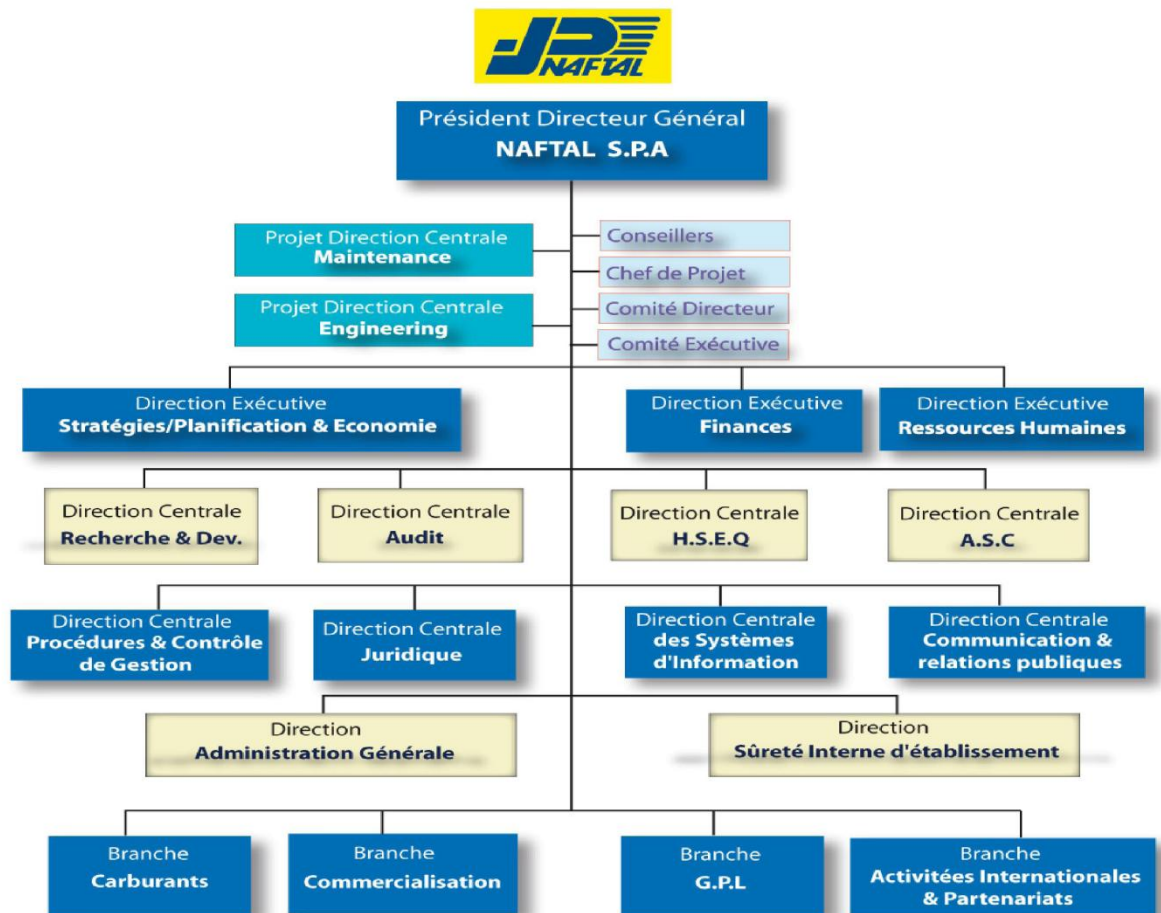 NAFTAL
Président Directeur Général
NAFTAL S.P.A
Projet Direction Centrale
Maintenance
Projet Direction Centrale
Engineering
Conseillers
Chef de Projet
Comité Directeur
Comité Exécutive
Direction Exécutive
Stratégies/Planification & Economie
Direction Exécutive
Finances
Direction Exécutive
Ressources Humaines
Direction Centrale
Recherche & Dev.
Direction Centrale
Audit
Direction Centrale
H.S.E.Q
Direction Centrale
A.S.C
Direction Centrale
Procédures & Contrôle
de Gestion
Direction Centrale
Juridique
Direction Centrale
des Systèmes
d'Information
Direction Centrale
Communication &
relations publiques
Direction
Administration Générale
Direction
Sûreté Interne d'établissement
Branche
Carburants
Branche
Commercialisation
Branche
G.P.L
Branche
Activitées Internationales
& Partenariats